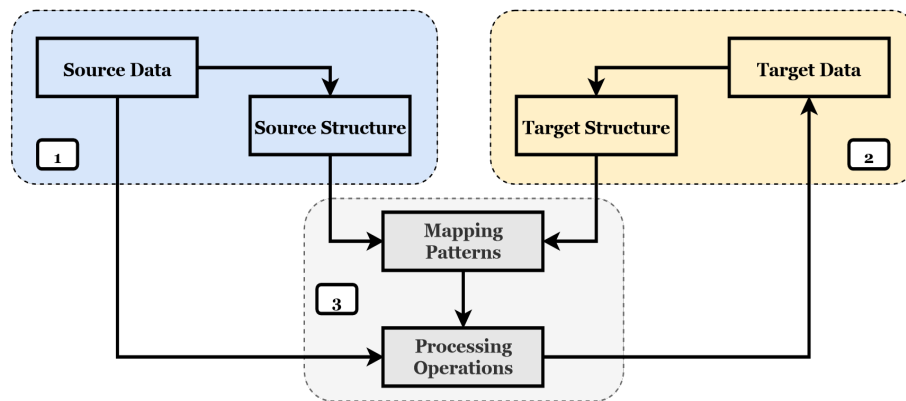 Source Data
Target Data
Source Structure
Target Structure
1
2
Mapping
Patterns
3
Processing
Operations